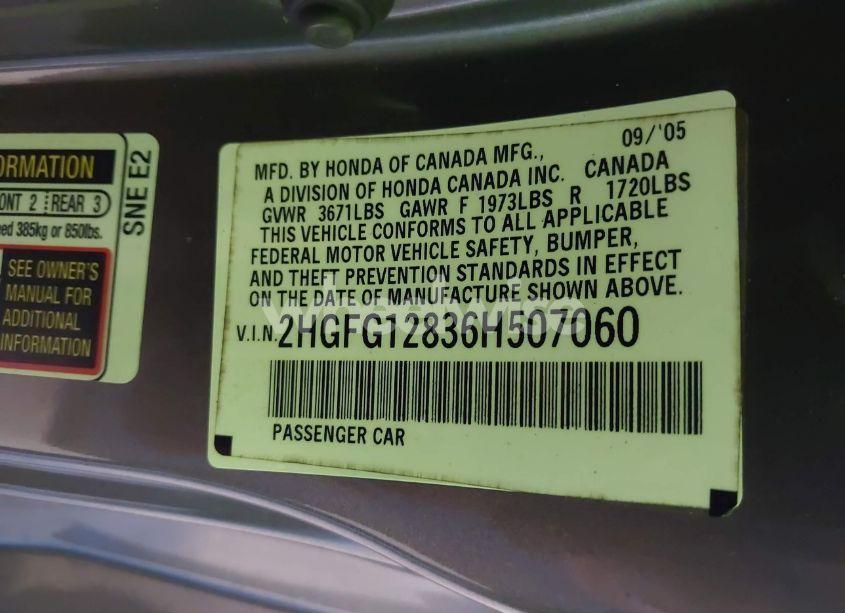 ORMATION
ONT 2 REAR 3
ed 385kg or 850lbs.
SEE OWNER'S
MANUAL FOR
ADDITIONAL
INFORMATION
SNE E2
09/'05
MFD. BY HONDA OF CANADA MFG.,
A DIVISION OF HONDA CANADA INC. CANADA
GVWR 3671LBS GAWR F 1973LBS R 1720LBS
THIS VEHICLE CONFORMS TO ALL APPLICABLE
FEDERAL MOTOR VEHICLE SAFETY, BUMPER,
AND THEFT PREVENTION STANDARDS IN EFFECT
ON THE DATE OF MANUFACTURE SHOWN ABOVE.
V.I.N. 2HGFG12836H507060
PASSENGER CAR